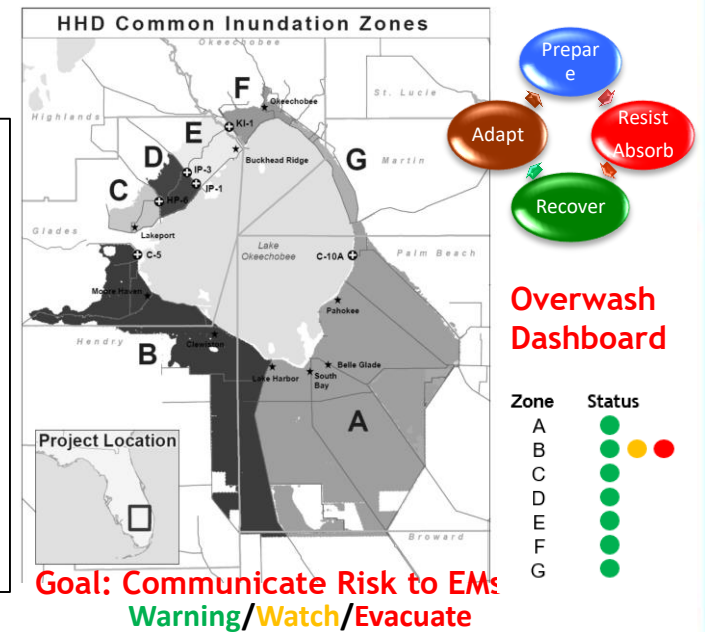 HHD Common Inundation Zones
Okeechobee
F
Okeechobee
St. Lucie
Highlands
KI-1
E
Buckhead Ridge
D
IP-3
G
Martin
IP-1
C
HP-6
Glades
Lakeport
Lake
Okeechobee
C-5
C-10A
Palm Beach
Moore Haven
Pahokee
Hendry
Clewiston
B
Belle Glade
Lake Harbor
South
Bay
A
Project Location
Broward
Goal: Communicate Risk to EMs
Warning/Watch/Evacuate
Prepar
e
Adapt
Resist
Absorb
Recover
Overwash
Dashboard
Zone Status
A
B
C
D
E
F
G